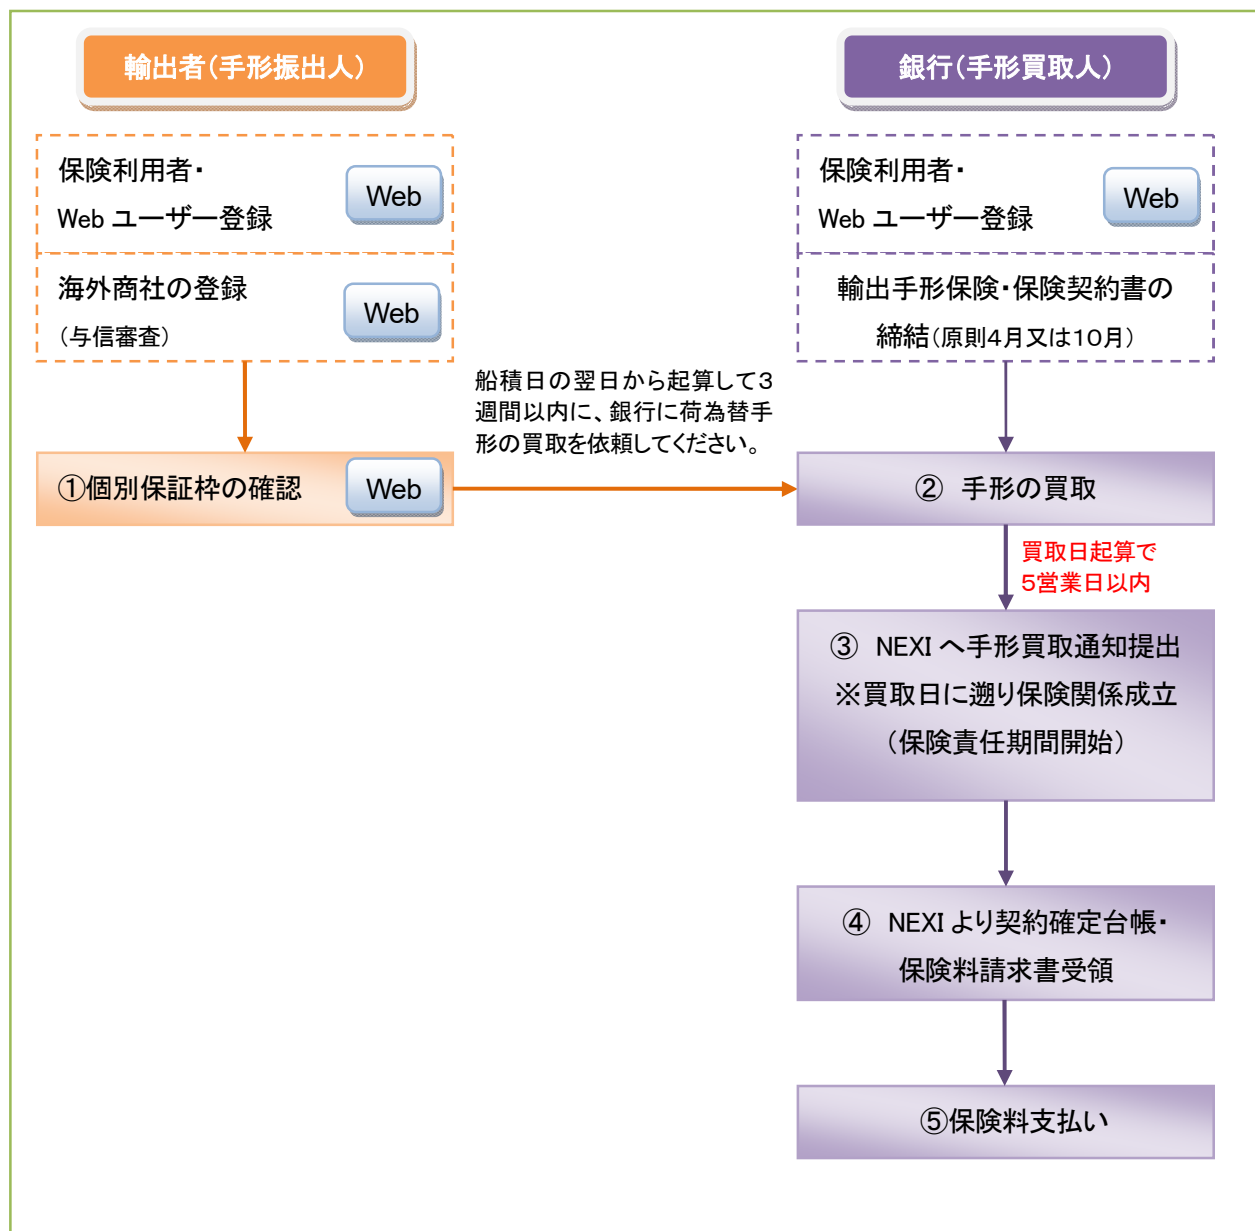 輸出者(手形振出人)
銀行(手形買取人)
保険利用者・
Web ユーザー登録
Web
海外商社の登録
(与信審査)
Web
保険利用者・
Web ユーザー登録
Web
輸出手形保険・保険契約書の
締結(原則4月又は10月)
船積日の翌日から起算して3
週間以内に、銀行に荷為替手
形の買取を依頼してください。
①個別保証枠の確認
Web
② 手形の買取
買取日起算で
5営業日以内
③ NEXI へ手形買取通知提出
※買取日に遡り保険関係成立
(保険責任期間開始)
④ NEXI より契約確定台帳・
保険料請求書受領
⑤保険料支払い